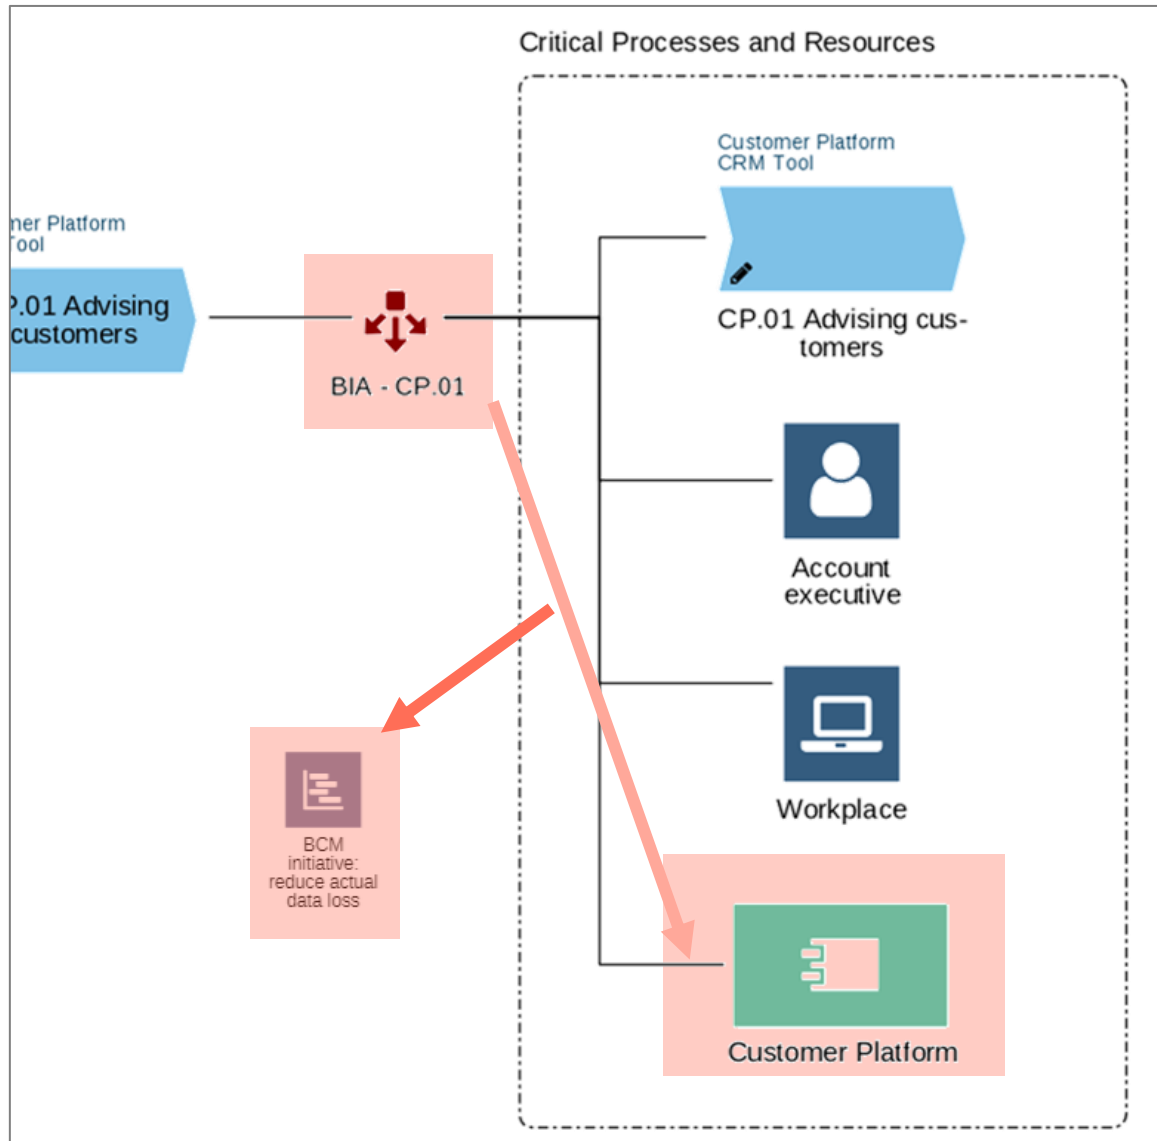 Critical Processes and Resources
Customer Platform
CRM Tool
mer Platform
Tool
P.01 Advising
customers
BIA - CP.01
CP.01 Advising cus-
tomers
Account
executive
Workplace
BCM
initiative:
reduce actual
data loss
Customer Platform